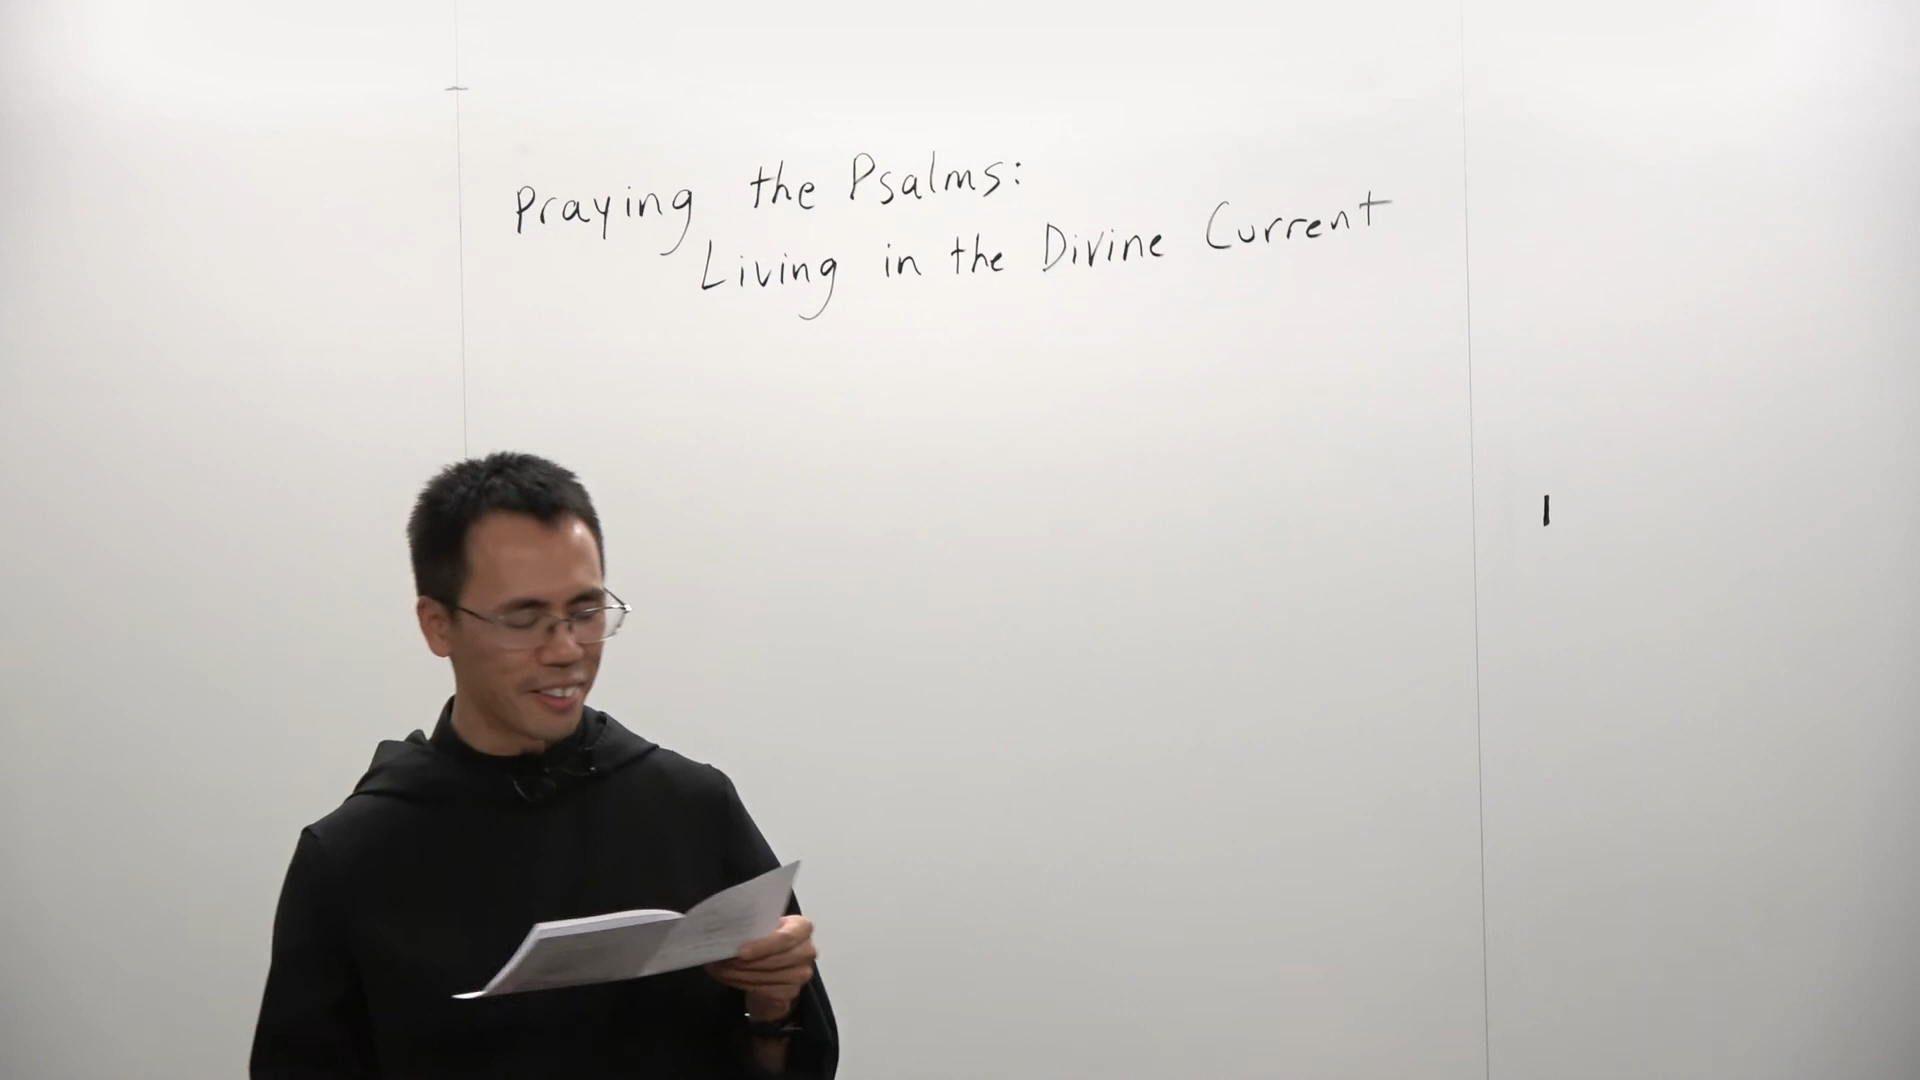 Praying the Psalms:
Living in the Divine Current